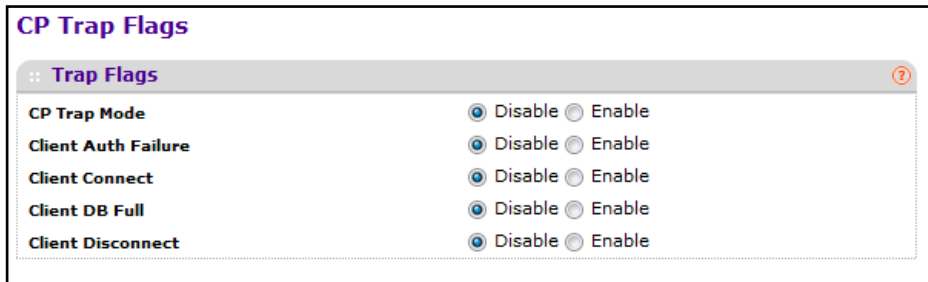 CP Trap Flags
:: Trap Flags ?
CP Trap Mode Disable Enable
Client Auth Failure Disable Enable
Client Connect Disable Enable
Client DB Full Disable Enable
Client Disconnect Disable Enable